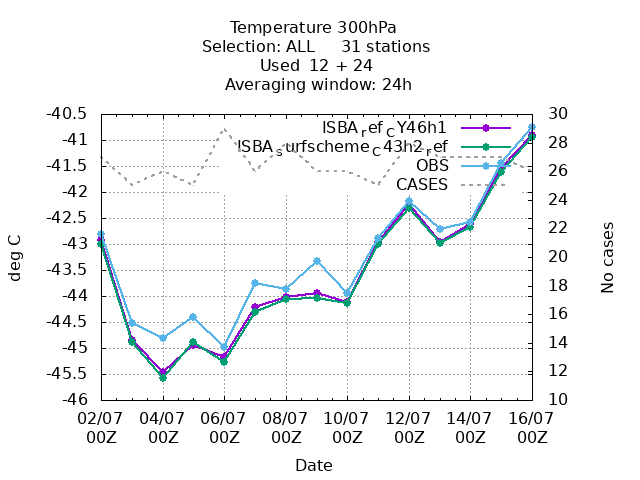 Temperature 300hPa
Selection: ALL 31 stations
Used 12 + 24
Averaging window: 24h
-40.5
-41
-41.5
-42
-42.5
-43
-43.5
-44
-44.5
-45
-45.5
-46
deg C
ISBA_ref_CY46h1
ISBA_surfscheme_C43h2_ref
OBS
CASES
30
28
26
24
22
20
18
16
14
12
10
No cases
02/07 04/07 06/07 08/07 10/07 12/07 14/07 16/07
00Z 00Z 00Z 00Z 00Z 00Z 00Z 00Z
Date